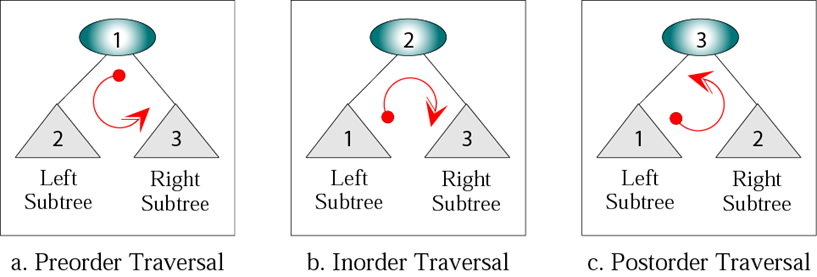 1
2
3
Left
Subtree
Right
Subtree
a. Preorder Traversal
2
1
3
Left
Subtree
Right
Subtree
b. Inorder Traversal
3
1
2
Left
Subtree
Right
Subtree
c. Postorder Traversal